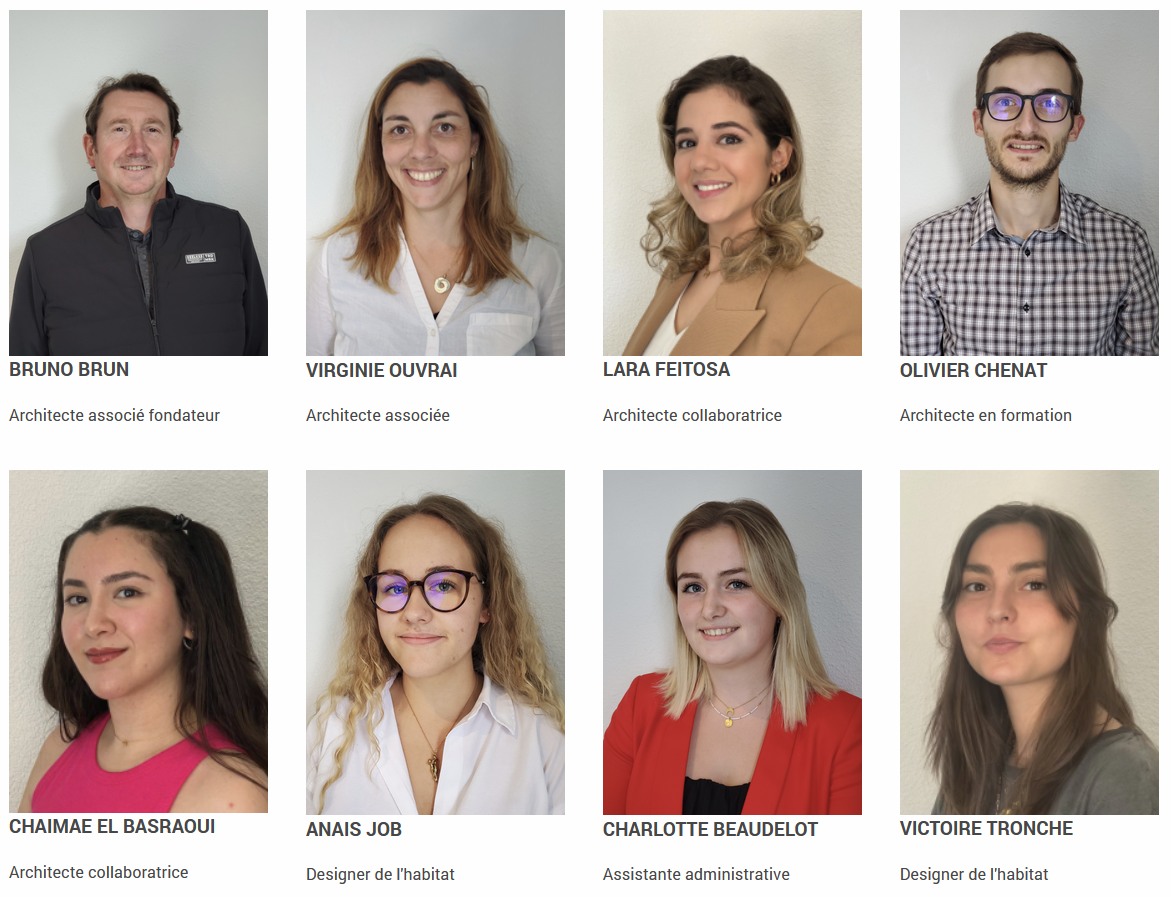 BRUNO BRUN
Architecte associé fondateur
VIRGINIE OUVRAI
Architecte associée
LARA FEITOSA
Architecte collaboratrice
OLIVIER CHENAT
Architecte en formation
CHAIMAE EL BASRAOUI
Architecte collaboratrice
ANAIS JOB
Designer de l'habitat
CHARLOTTE BEAUDELOT
Assistante administrative
VICTOIRE TRONCHE
Designer de l'habitat